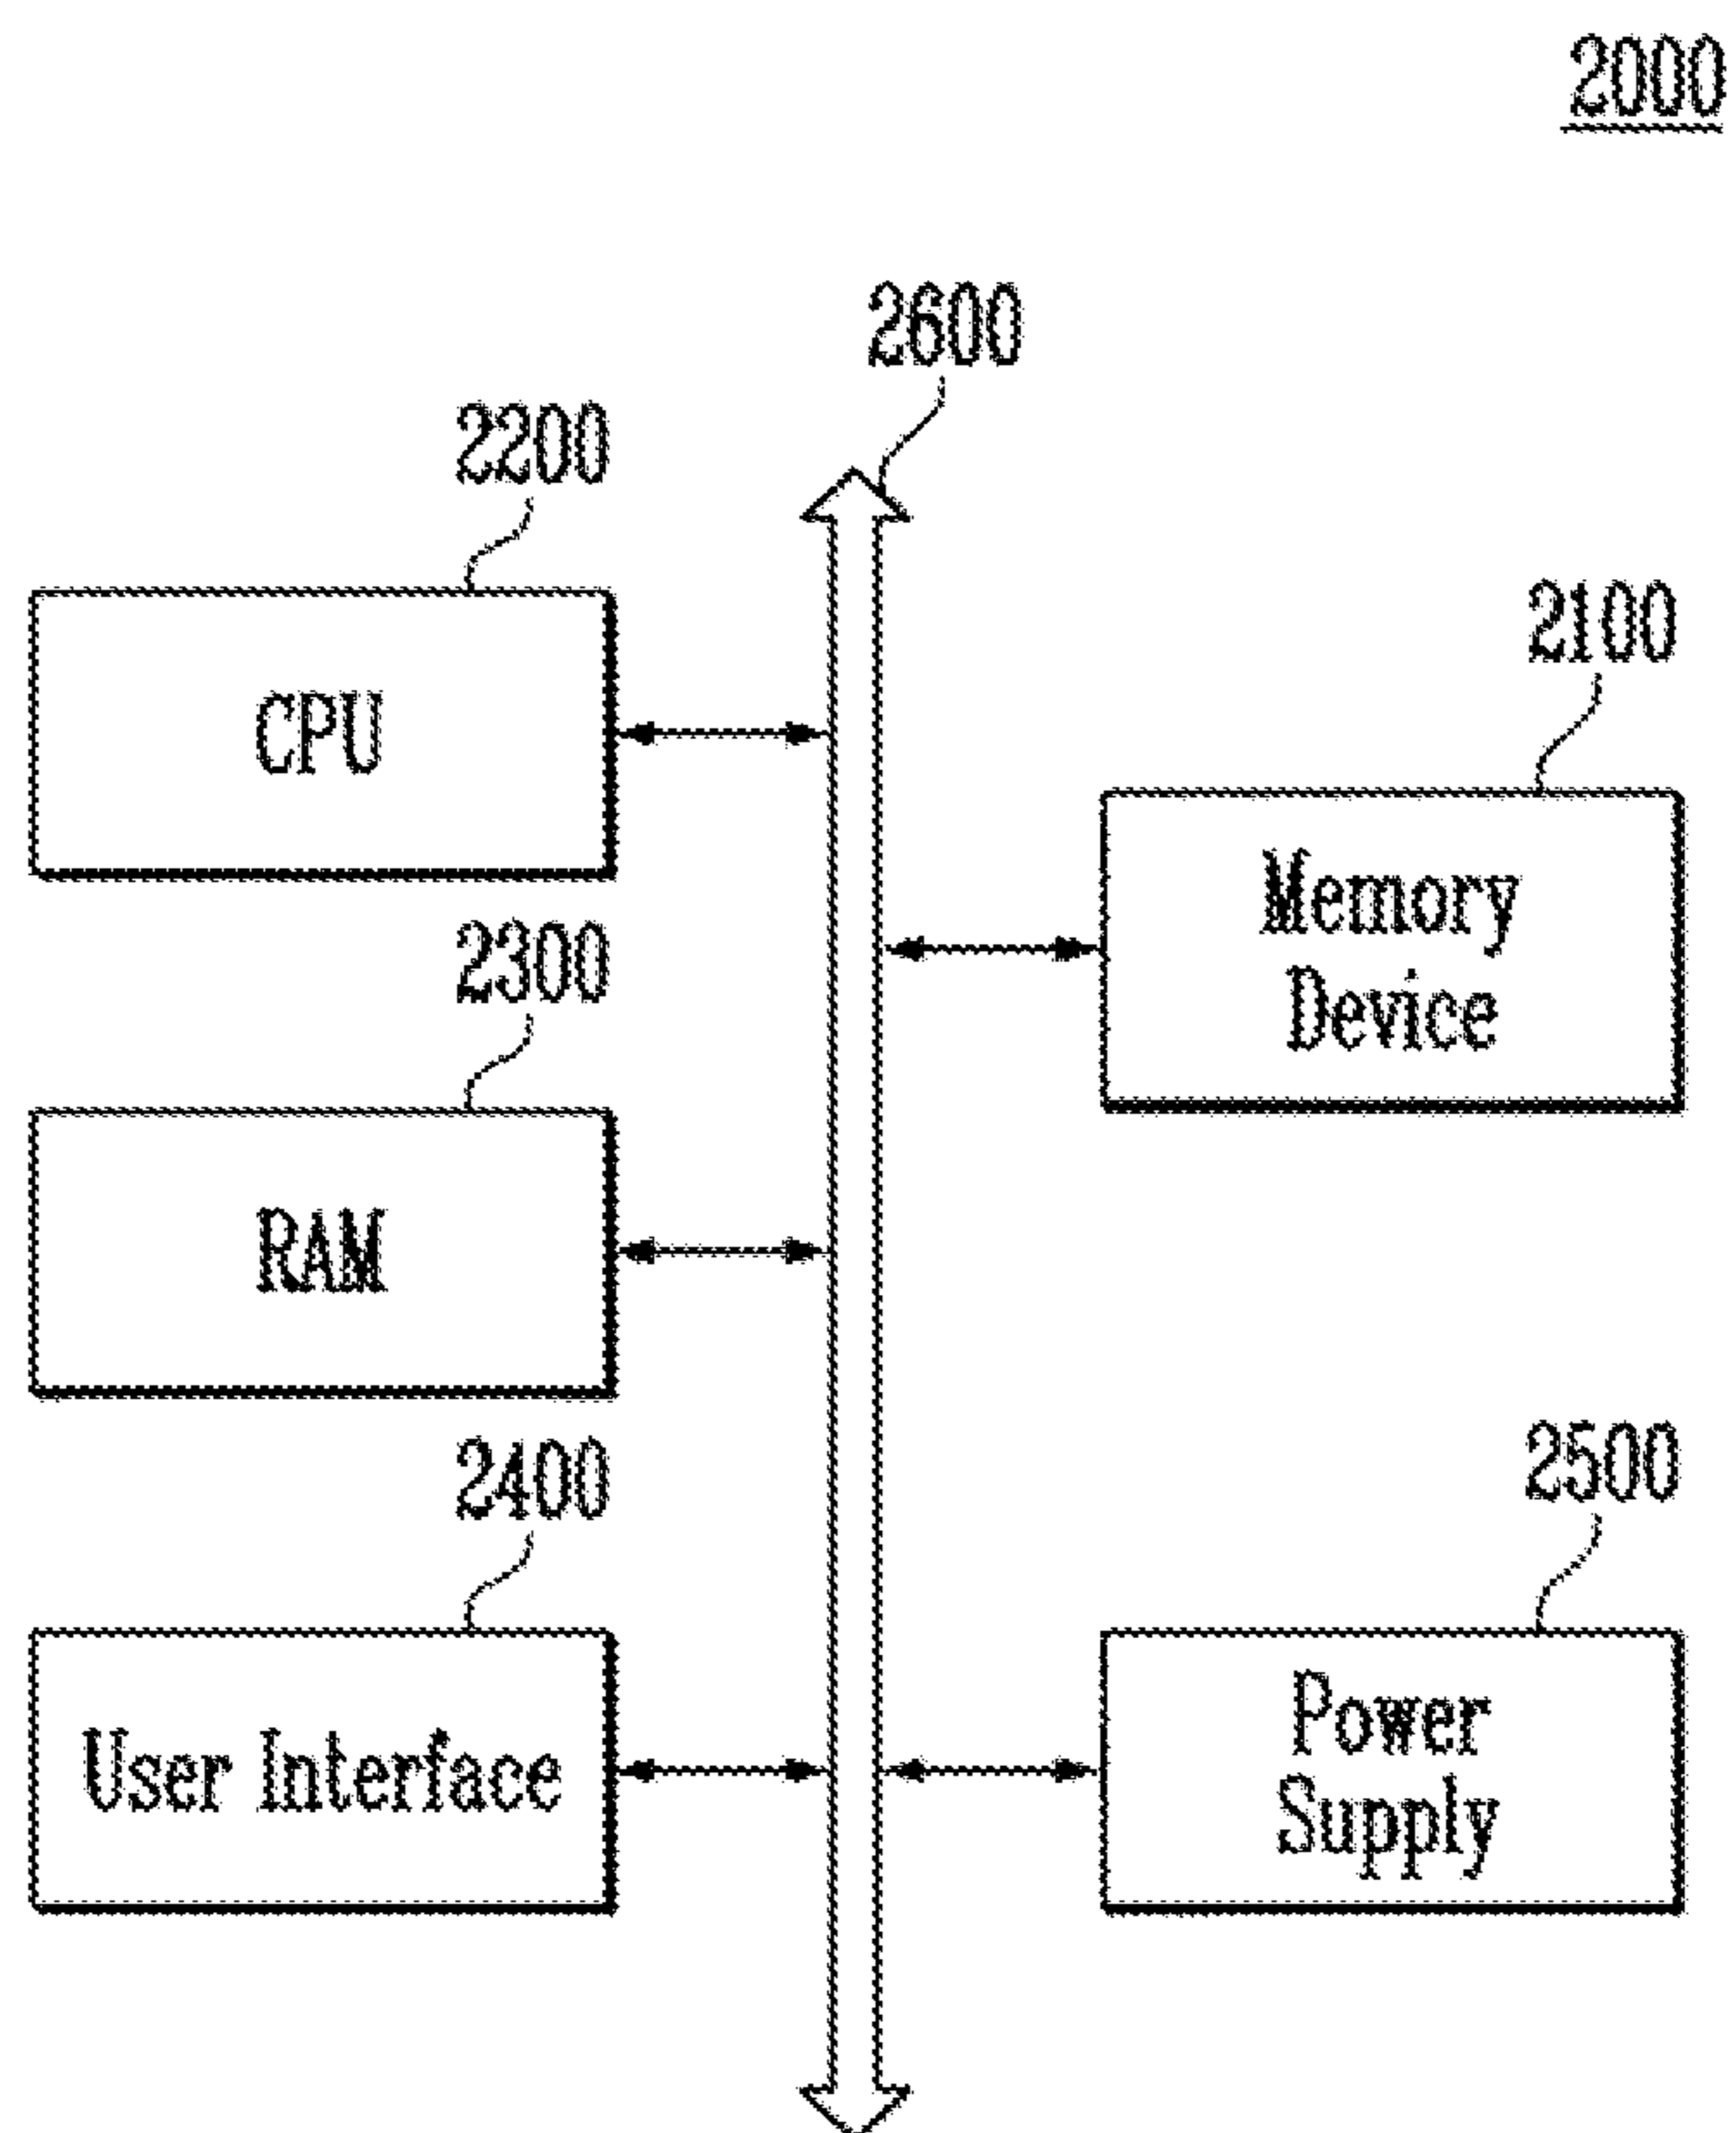 2000
2600
2200
CPU
2100
Memory
Device
2300
RAM
2400
User Interface
2500
Power
Supply